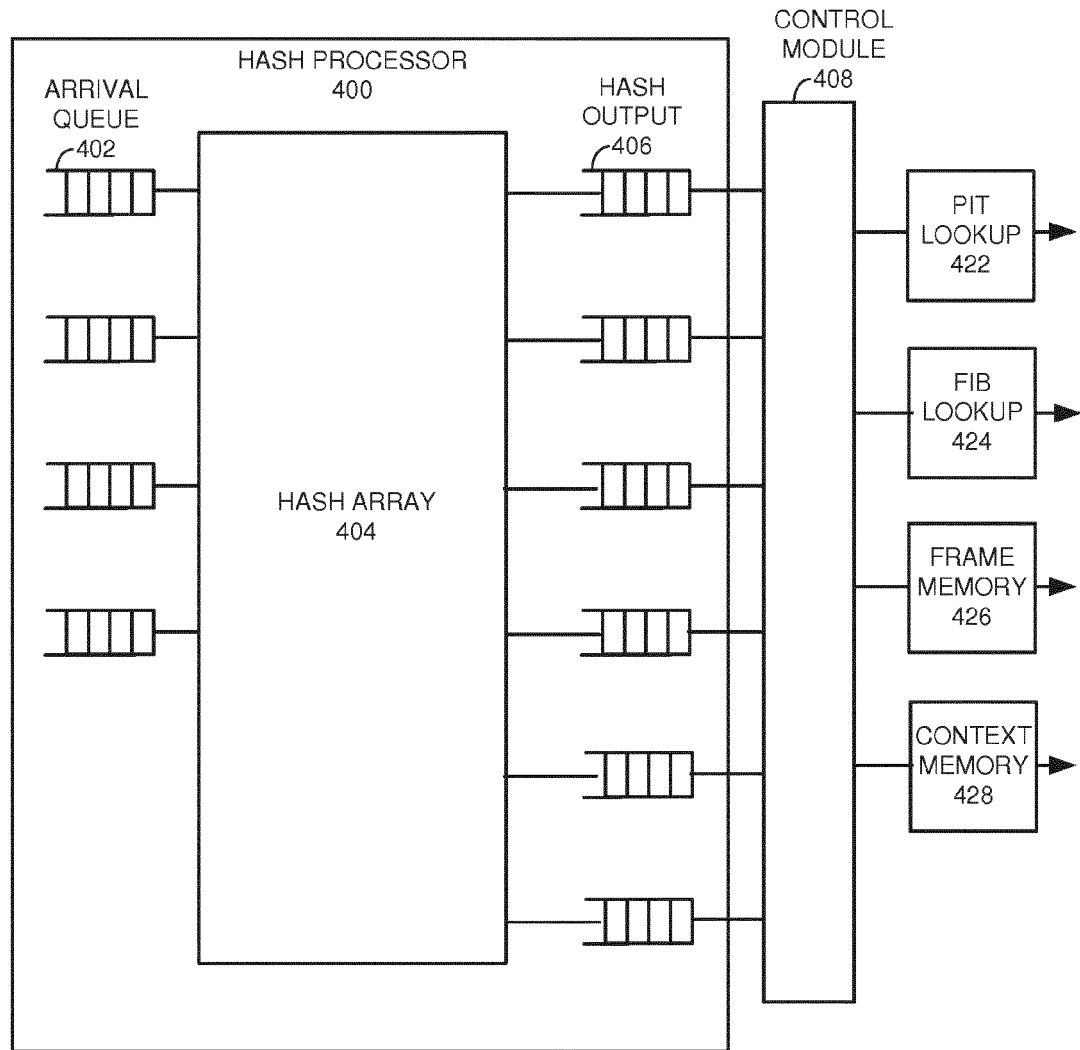 HASH PROCESSOR
400
ARRIVAL
QUEUE
402
HASH
OUTPUT
406
CONTROL
MODULE
408
HASH ARRAY
404
PIT
LOOKUP
422
FIB
LOOKUP
424
FRAME
MEMORY
426
CONTEXT
MEMORY
428